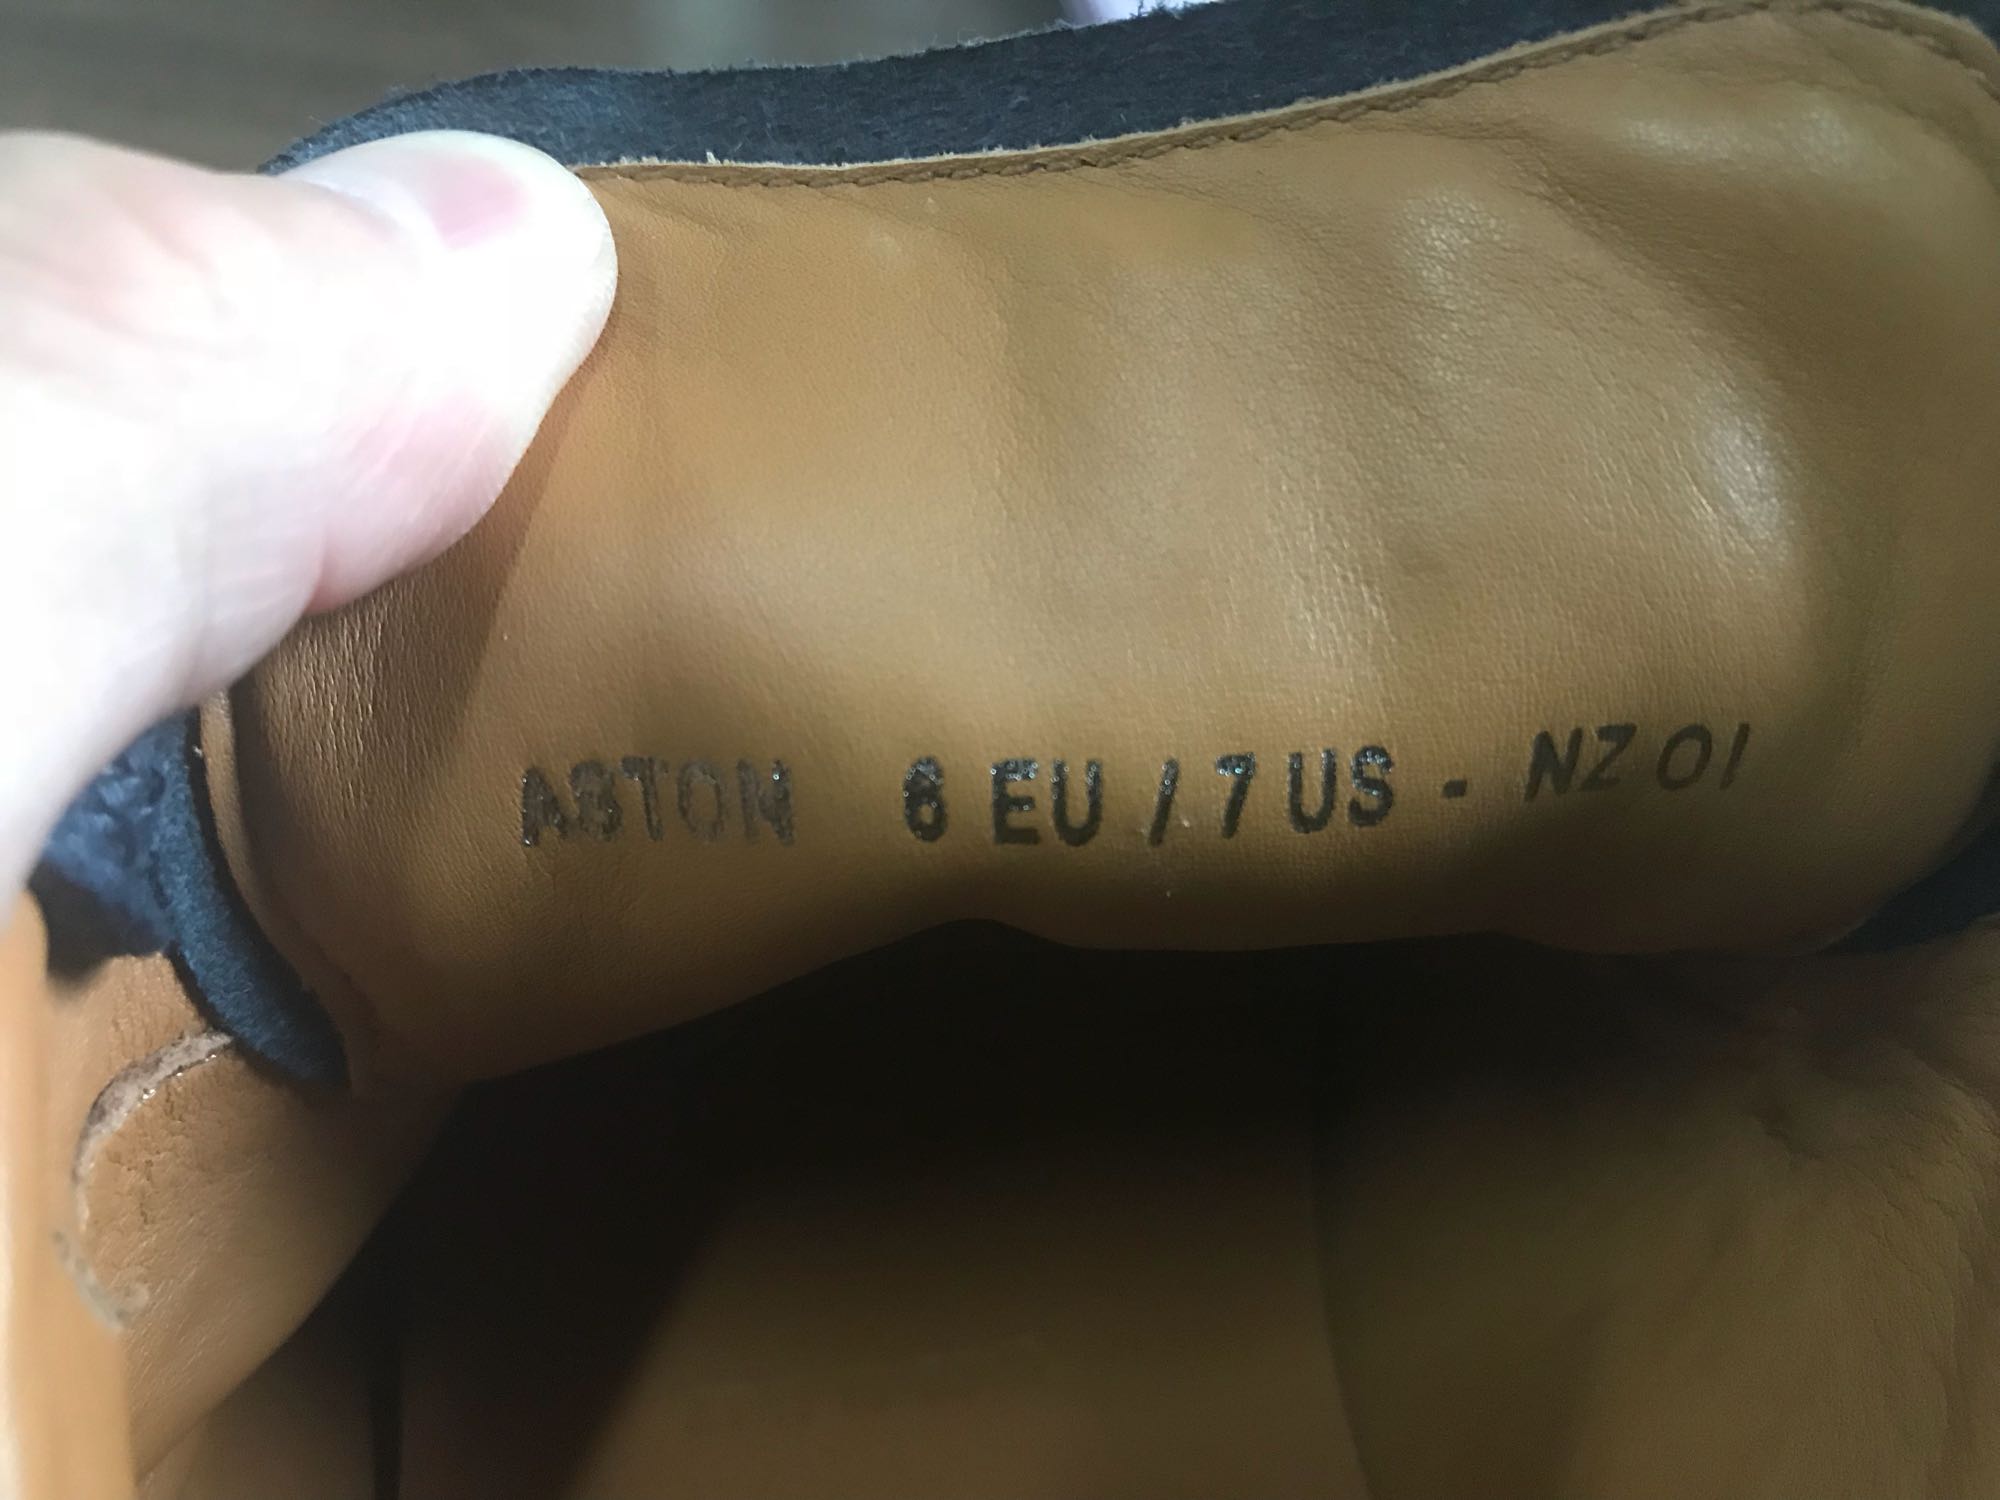 ASTON 6 EU / 7 US - NZ 01